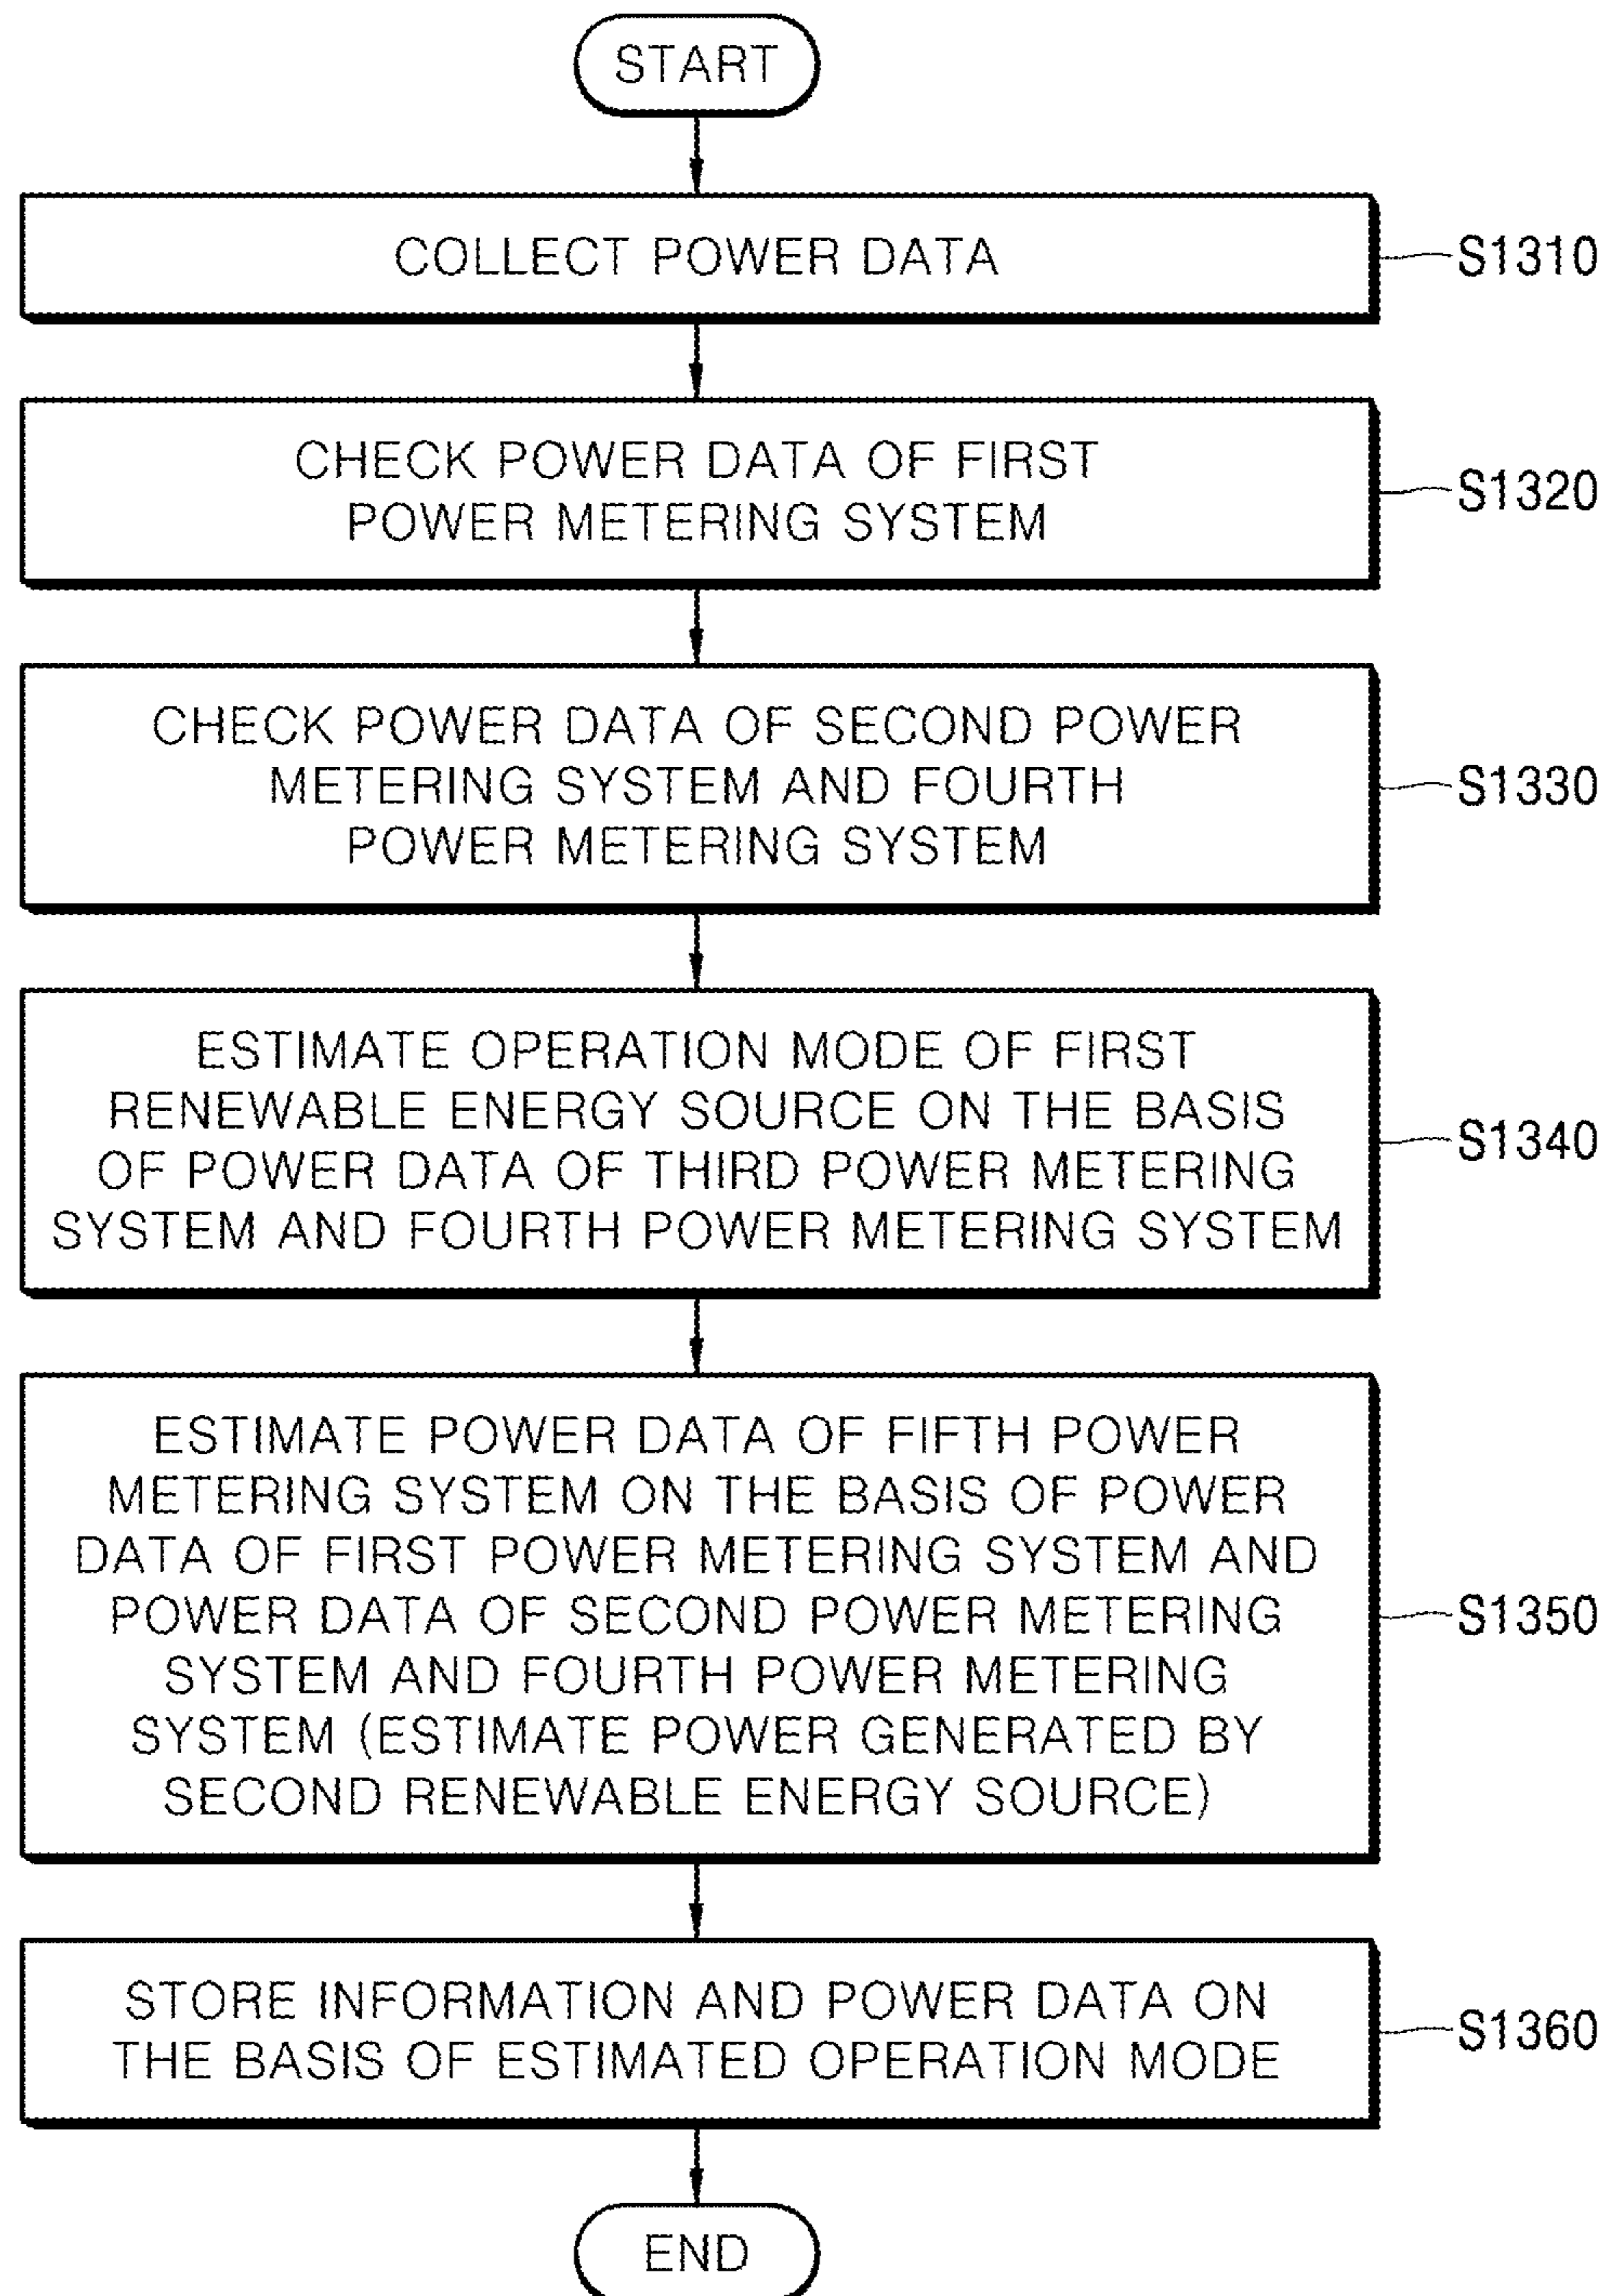 START
COLLECT POWER DATA
S1310
CHECK POWER DATA OF FIRST
POWER METERING SYSTEM
S1320
CHECK POWER DATA OF SECOND POWER
METERING SYSTEM AND FOURTH
POWER METERING SYSTEM
S1330
ESTIMATE OPERATION MODE OF FIRST
RENEWABLE ENERGY SOURCE ON THE BASIS
OF POWER DATA OF THIRD POWER METERING
SYSTEM AND FOURTH POWER METERING SYSTEM
S1340
ESTIMATE POWER DATA OF FIFTH POWER
METERING SYSTEM ON THE BASIS OF POWER
DATA OF FIRST POWER METERING SYSTEM AND
POWER DATA OF SECOND POWER METERING
SYSTEM AND FOURTH POWER METERING
SYSTEM (ESTIMATE POWER GENERATED BY
SECOND RENEWABLE ENERGY SOURCE)
S1350
STORE INFORMATION AND POWER DATA ON
THE BASIS OF ESTIMATED OPERATION MODE
S1360
END